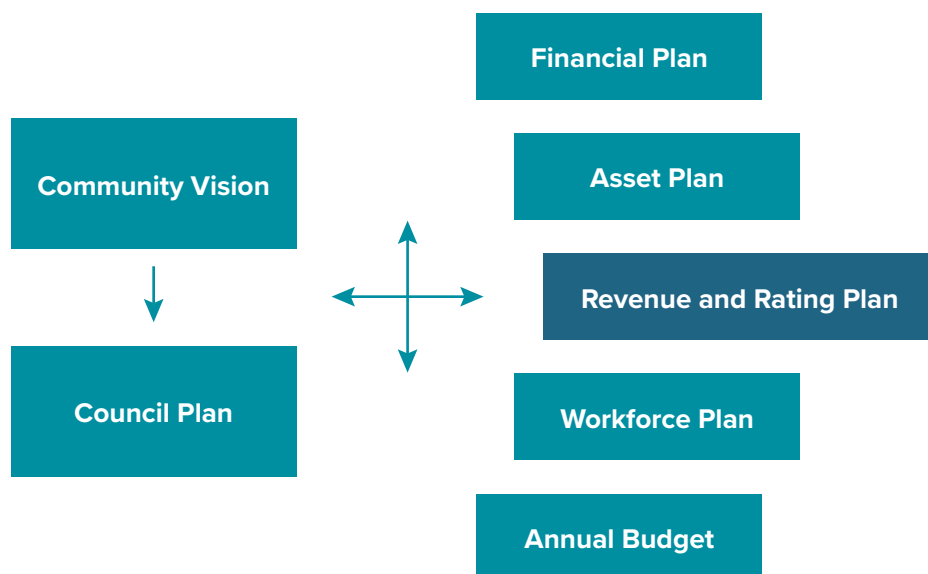 Community Vision
Council Plan
Financial Plan
Asset Plan
Revenue and Rating Plan
Workforce Plan
Annual Budget